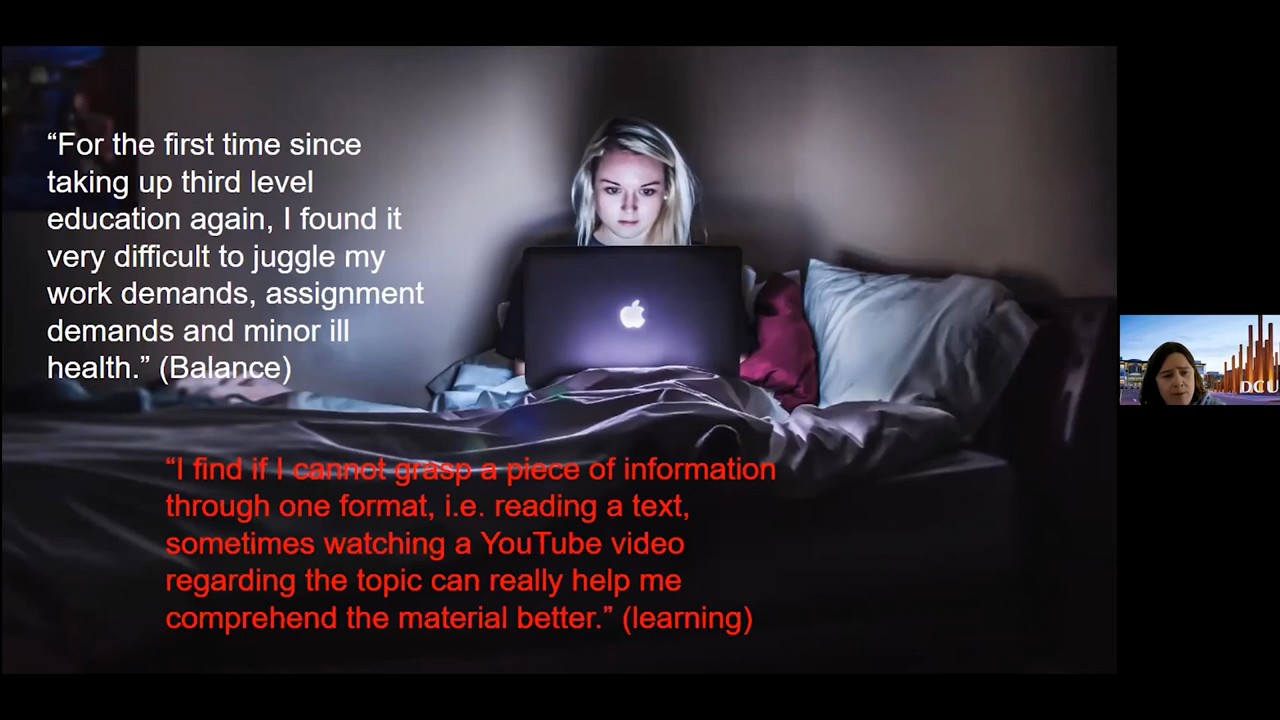 “For the first time since
taking up third level
education again, I found it
very difficult to juggle my
work demands, assignment
demands and minor ill
health.” (Balance)
“I find if I cannot grasp a piece of information
through one format, i.e. reading a text,
sometimes watching a YouTube video
regarding the topic can really help me
comprehend the material better.” (learning)
DCU